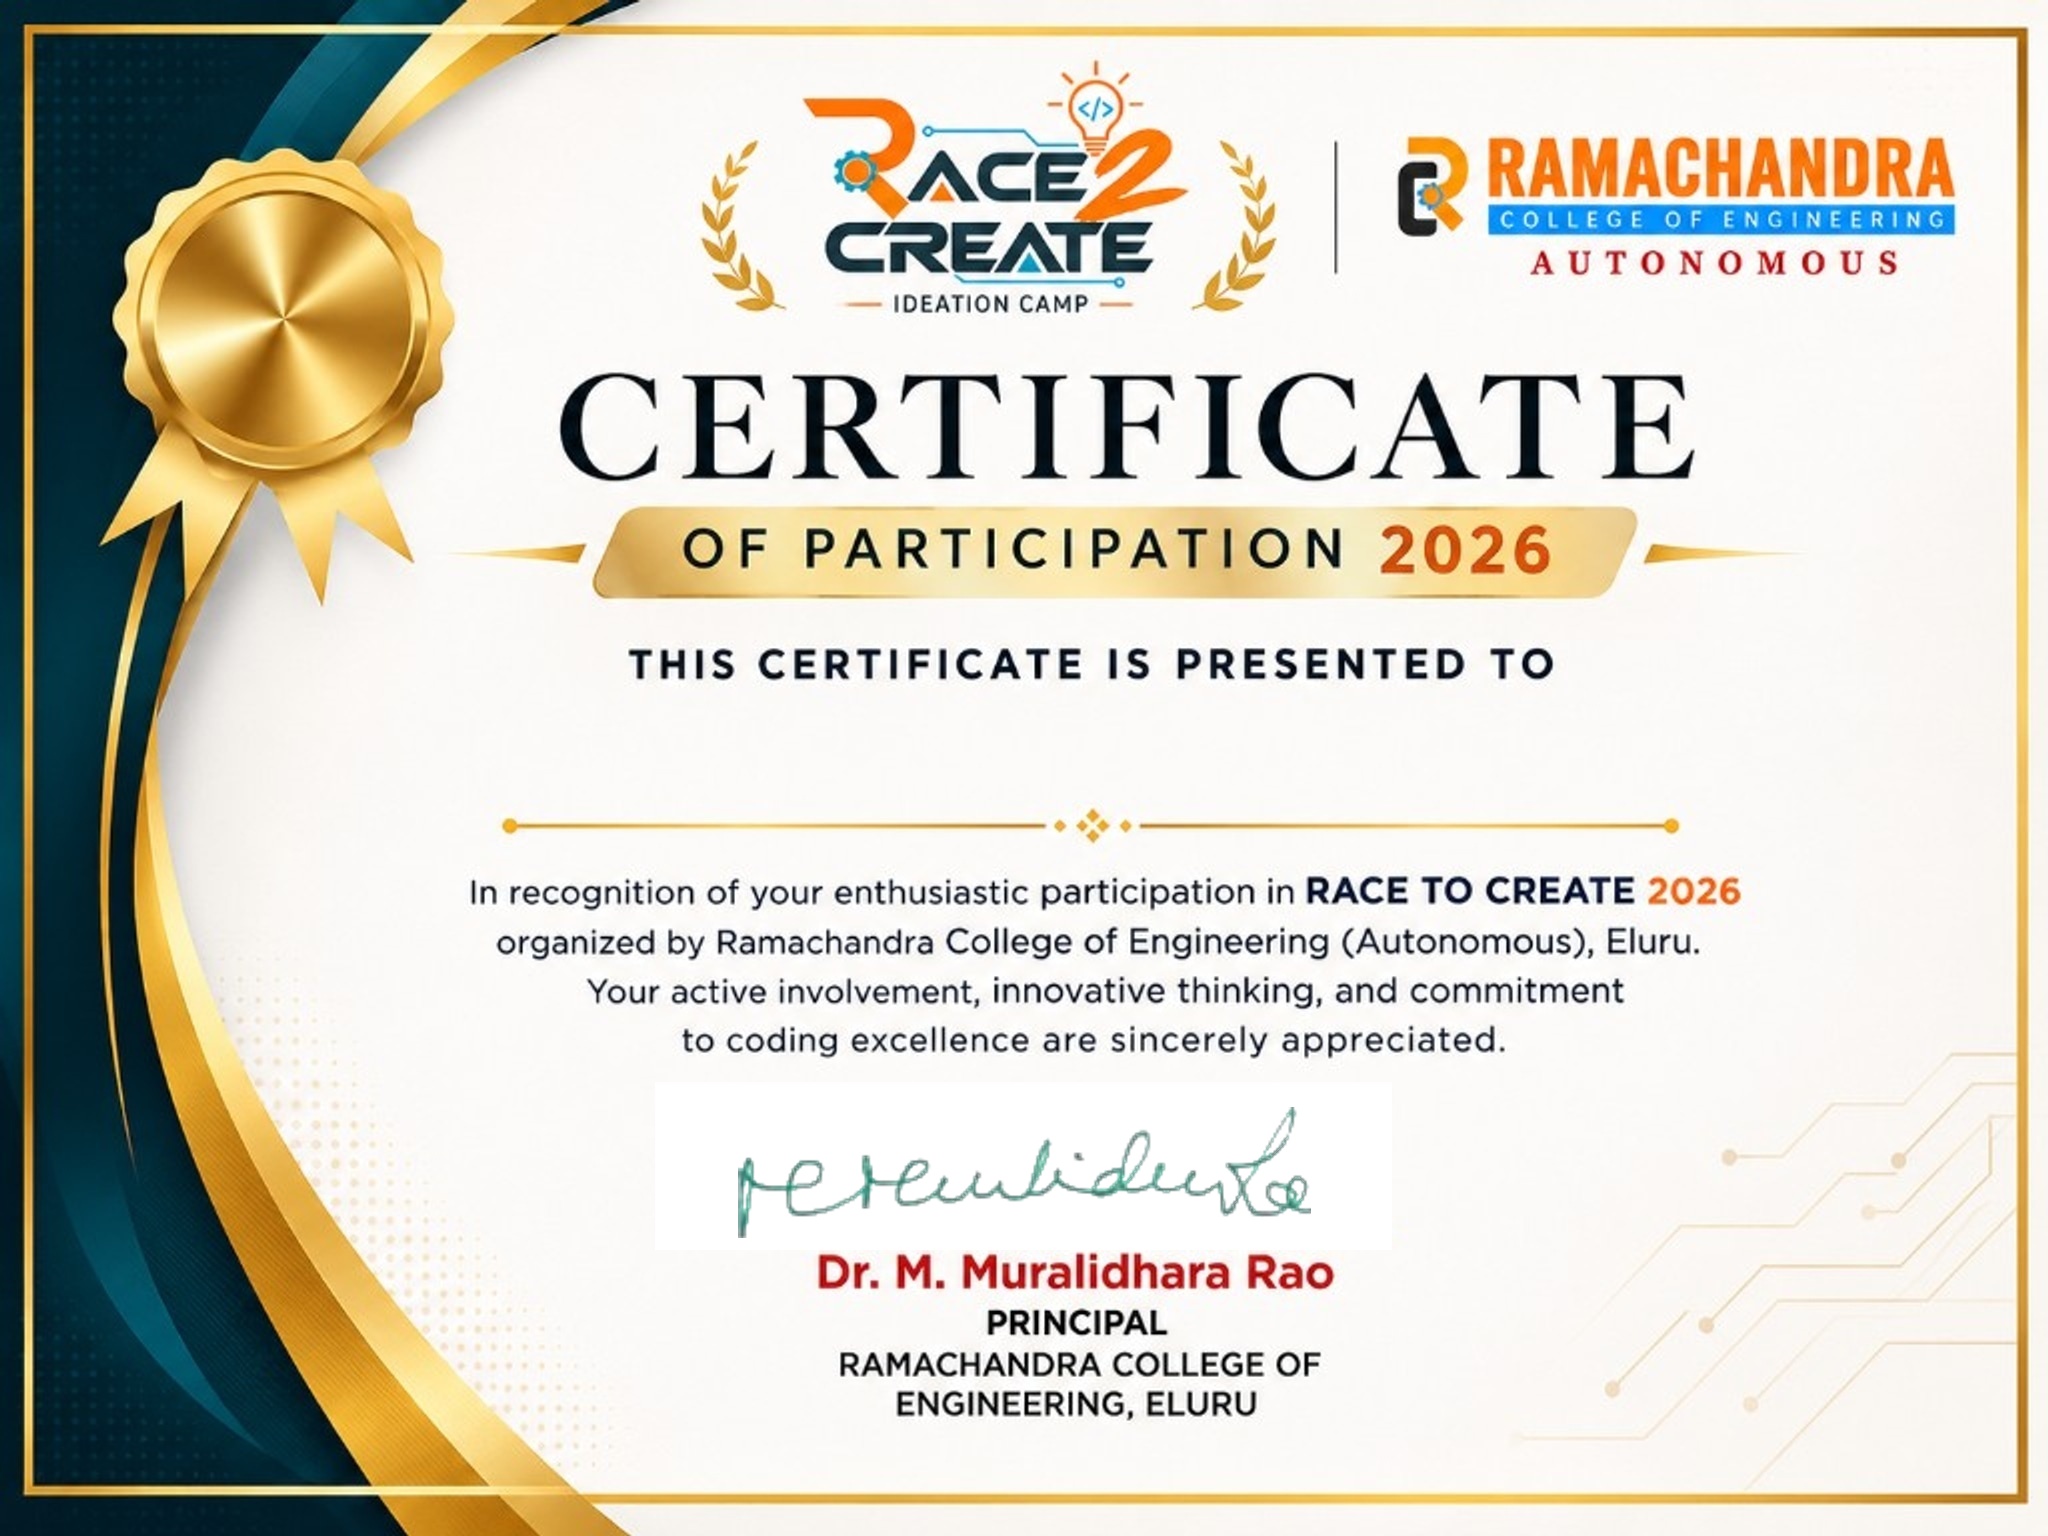 </>
RACE 2
CREATE
IDEATION CAMP
RAMACHANDRA
COLLEGE OF ENGINEERING
AUTONOMOUS
CERTIFICATE
OF PARTICIPATION 2026
THIS CERTIFICATE IS PRESENTED TO
In recognition of your enthusiastic participation in RACE TO CREATE 2026
organized by Ramachandra College of Engineering (Autonomous), Eluru.
Your active involvement, innovative thinking, and commitment
to coding excellence are sincerely appreciated.
Dr. M. Muralidhara Rao
PRINCIPAL
RAMACHANDRA COLLEGE OF
ENGINEERING, ELURU